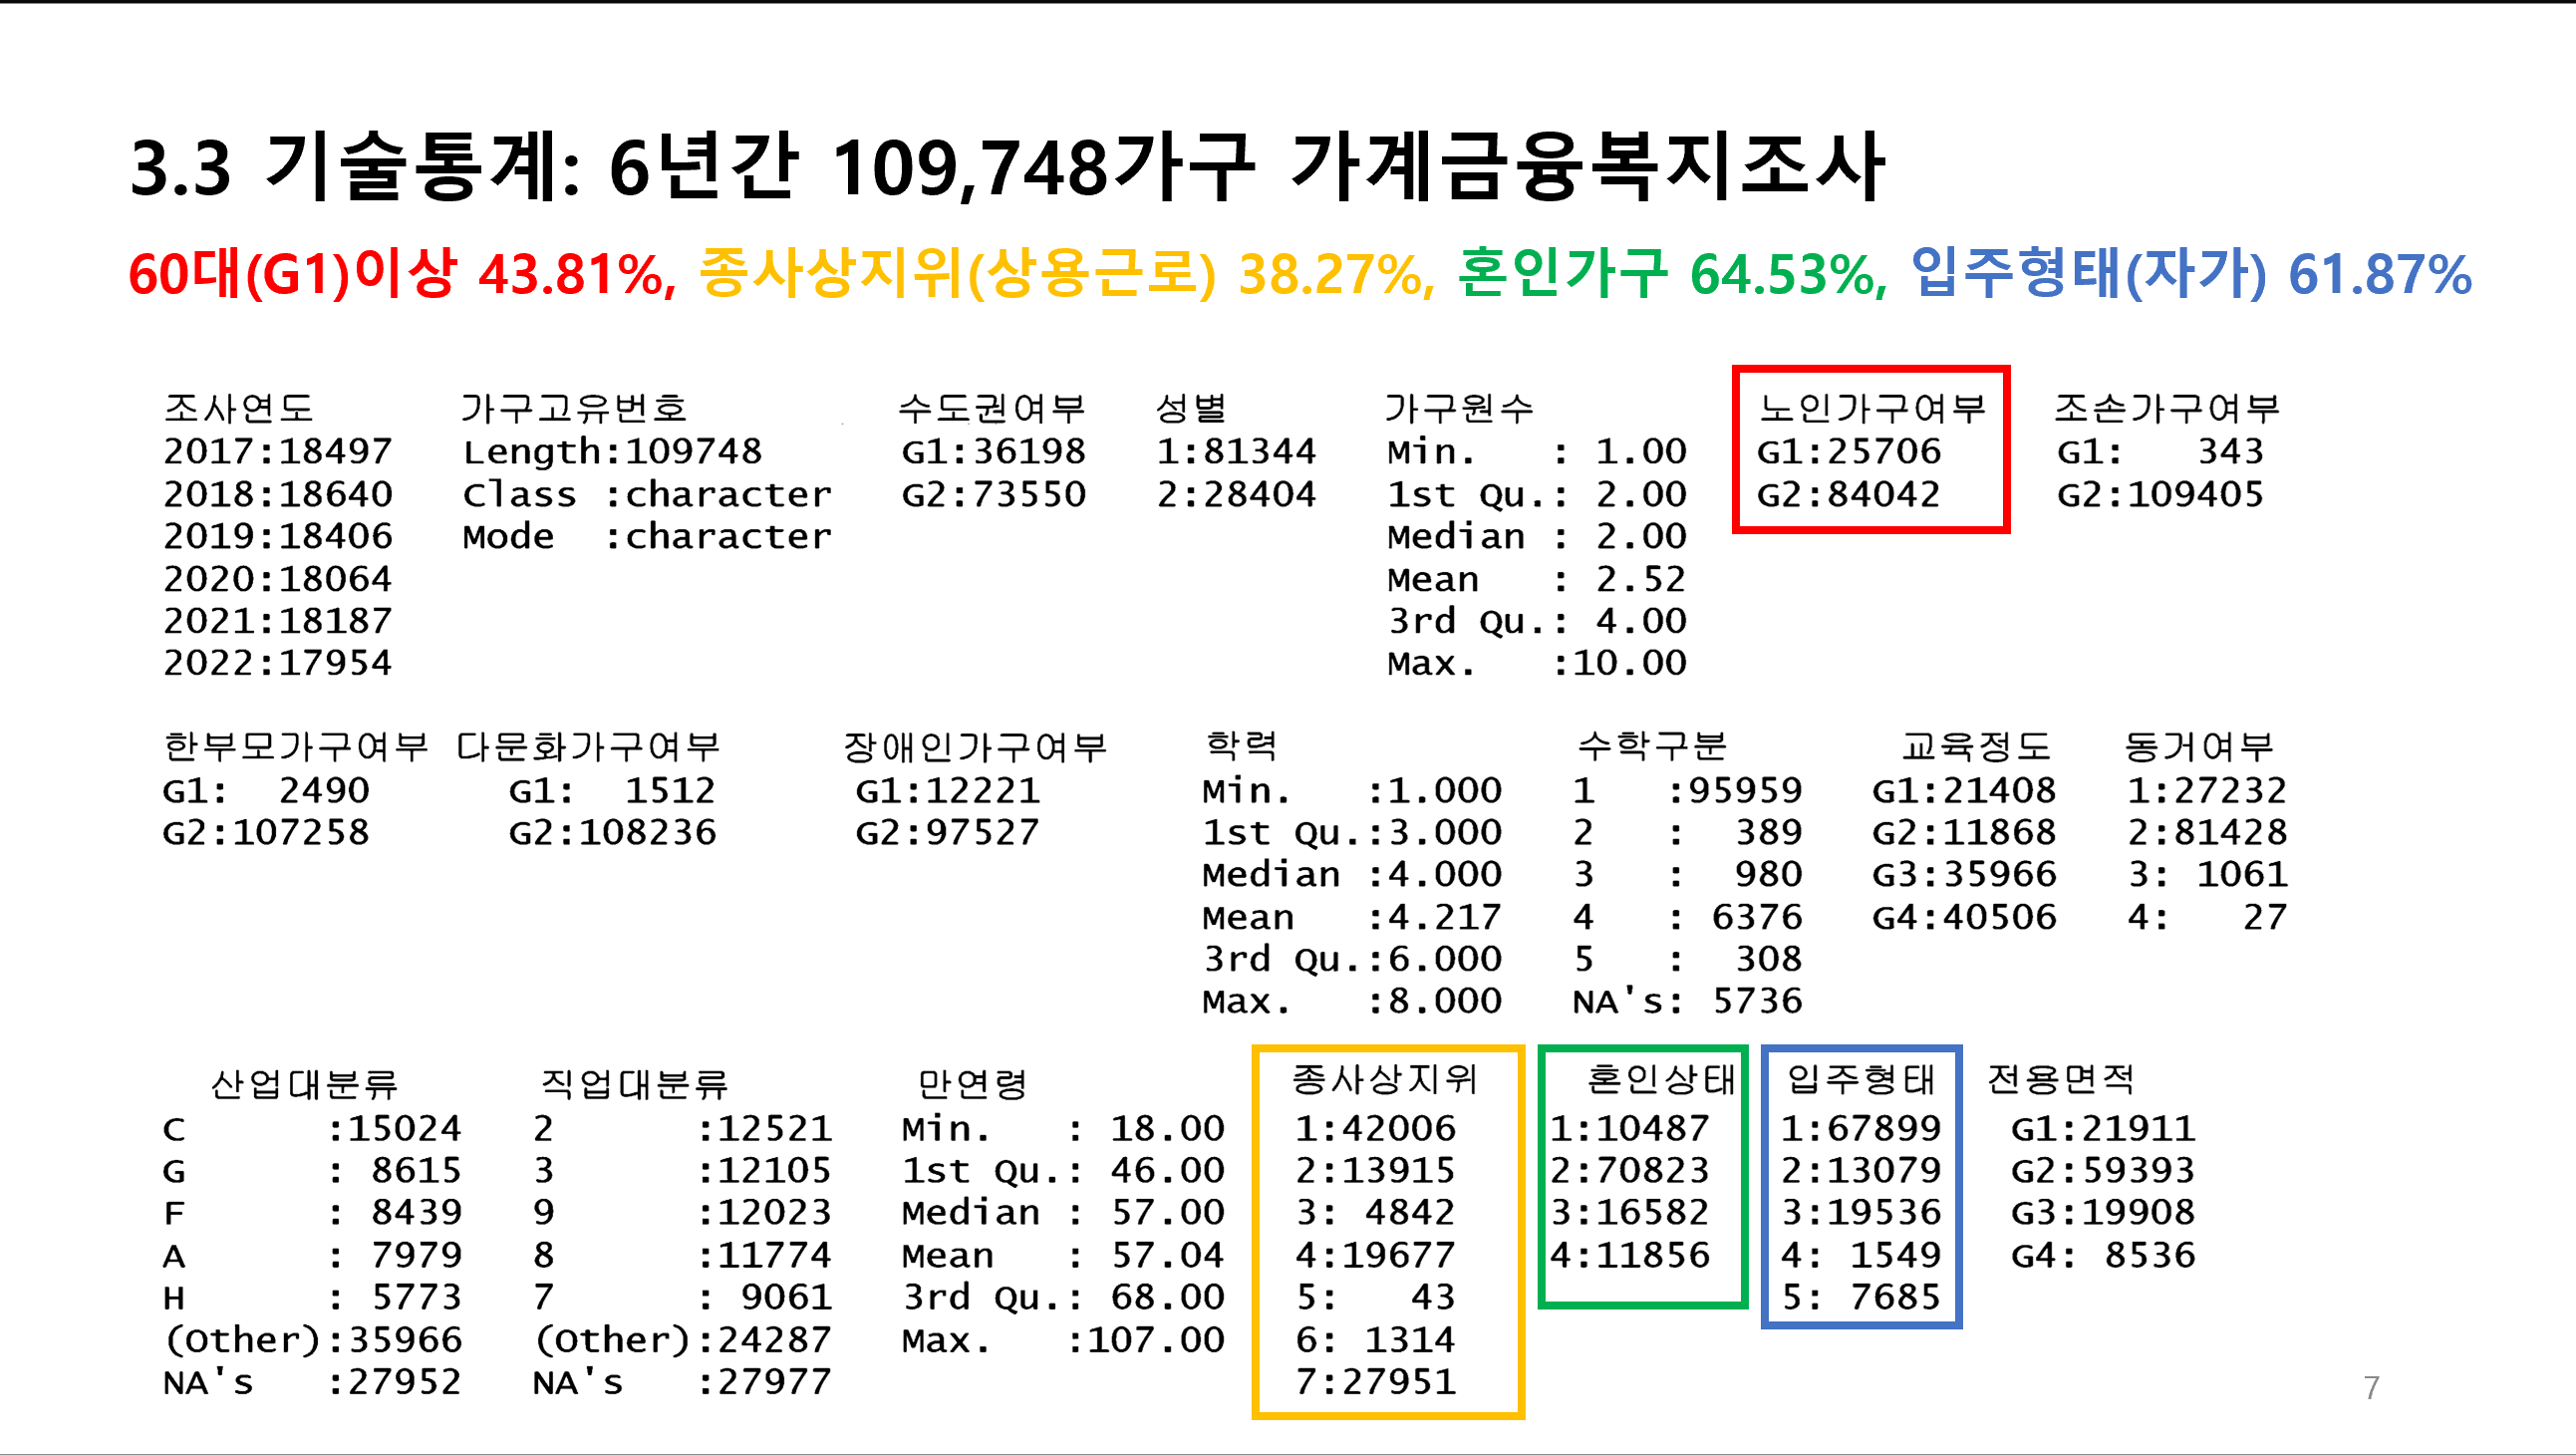 3.3 기술통계: 6년간 109,748가구 가계금융복지조사
60대(G1)이상 43.81%, 종사상지위(상용근로) 38.27%, 혼인가구 64.53%, 입주형태(자가) 61.87%
조사연도 가구고유번호 수도권여부 성별 가구원수 노인가구여부 조손가구여부
2017:18497 Length:109748 G1:36198 1:81344 Min. : 1.00 G1:25706 G1: 343
2018:18640 Class :character G2:73550 2:28404 1st Qu.: 2.00 G2:84042 G2:109405
2019:18406 Mode :character Median : 2.00
2020:18064 Mean : 2.52
2021:18187 3rd Qu.: 4.00
2022:17954 Max. :10.00
한부모가구여부 다문화가구여부 장애인가구여부 학력 수학구분 교육정도 동거여부
G1: 2490 G1: 1512 G1:12221 Min. :1.000 1 :95959 G1:21408 1:27232
G2:107258 G2:108236 G2:97527 1st Qu.:3.000 2 : 389 G2:11868 2:81428
Median :4.000 3 : 980 G3:35966 3: 1061
Mean :4.217 4 : 6376 G4:40506 4: 27
3rd Qu.:6.000 5 : 308
Max. :8.000 NA's: 5736
산업대분류 직업대분류 만연령 종사상지위 혼인상태 입주형태 전용면적
C :15024 2 :12521 Min. : 18.00 1:42006 1:10487 1:67899 G1:21911
G : 8615 3 :12105 1st Qu.: 46.00 2:13915 2:70823 2:13079 G2:59393
F : 8439 9 :12023 Median : 57.00 3: 4842 3:16582 3:19536 G3:19908
A : 7979 8 :11774 Mean : 57.04 4:19677 4:11856 4: 1549 G4: 8536
H : 5773 7 : 9061 3rd Qu.: 68.00 5: 43 5: 7685
(Other):35966 (Other):24287 Max. :107.00 6: 1314
NA's :27952 NA's :27977 7:27951
7